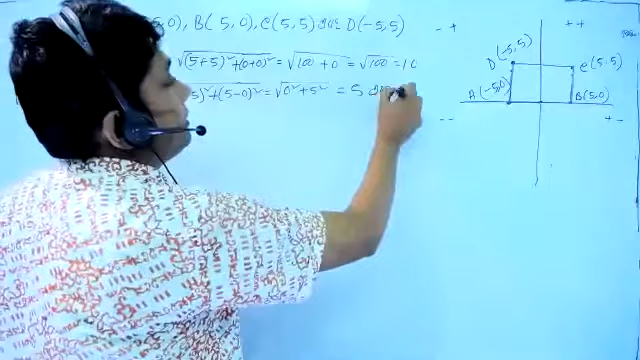 5,0), B(5,0), C(5,5) এবং D(-5,5)
√(5+5)²+(0+0)² = √100+0 = √100 = 10
5)²+(5-0)² = √0²+5² = 5
- +
+ +
D(-5,5)
C(5,5)
A(-5,0)
B(5,0)
- -
+ -